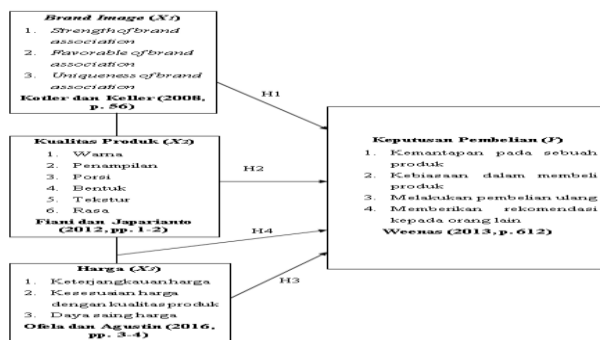 Brand Image (X1)
1. Strength of brand
association
2. Favorable of brand
association
3. Uniqueness of brand
association
Kotler dan Keller (2008,
p. 56)
H1
Kualitas Produk (X2)
1. Warna
2. Penampilan
3. Porsi
4. Bentuk
5. Tekstur
6. Rasa
Fiani dan Japarianto
(2012, pp. 1-2)
H2
H4
Harga (X3)
1. Keterjangkauan harga
2. Kesesuaian harga
dengan kualitas produk
3. Daya saing harga
Ofela dan Agustin (2016,
pp. 3-4)
H3
Keputusan Pembelian (Y)
1. Kemantapan pada sebuah
produk
2. Kebiasaan dalam membeli
produk
3. Melakukan pembelian ulang
4. Memberikan rekomendasi
kepada orang lain
Weenas (2013, p. 612)